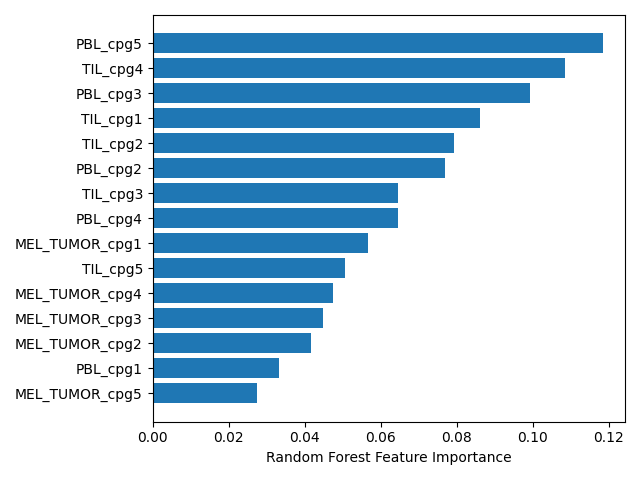 PBL_cpg5
TIL_cpg4
PBL_cpg3
TIL_cpg1
TIL_cpg2
PBL_cpg2
TIL_cpg3
PBL_cpg4
MEL_TUMOR_cpg1
TIL_cpg5
MEL_TUMOR_cpg4
MEL_TUMOR_cpg3
MEL_TUMOR_cpg2
PBL_cpg1
MEL_TUMOR_cpg5
0.00 0.02 0.04 0.06 0.08 0.10 0.12
Random Forest Feature Importance